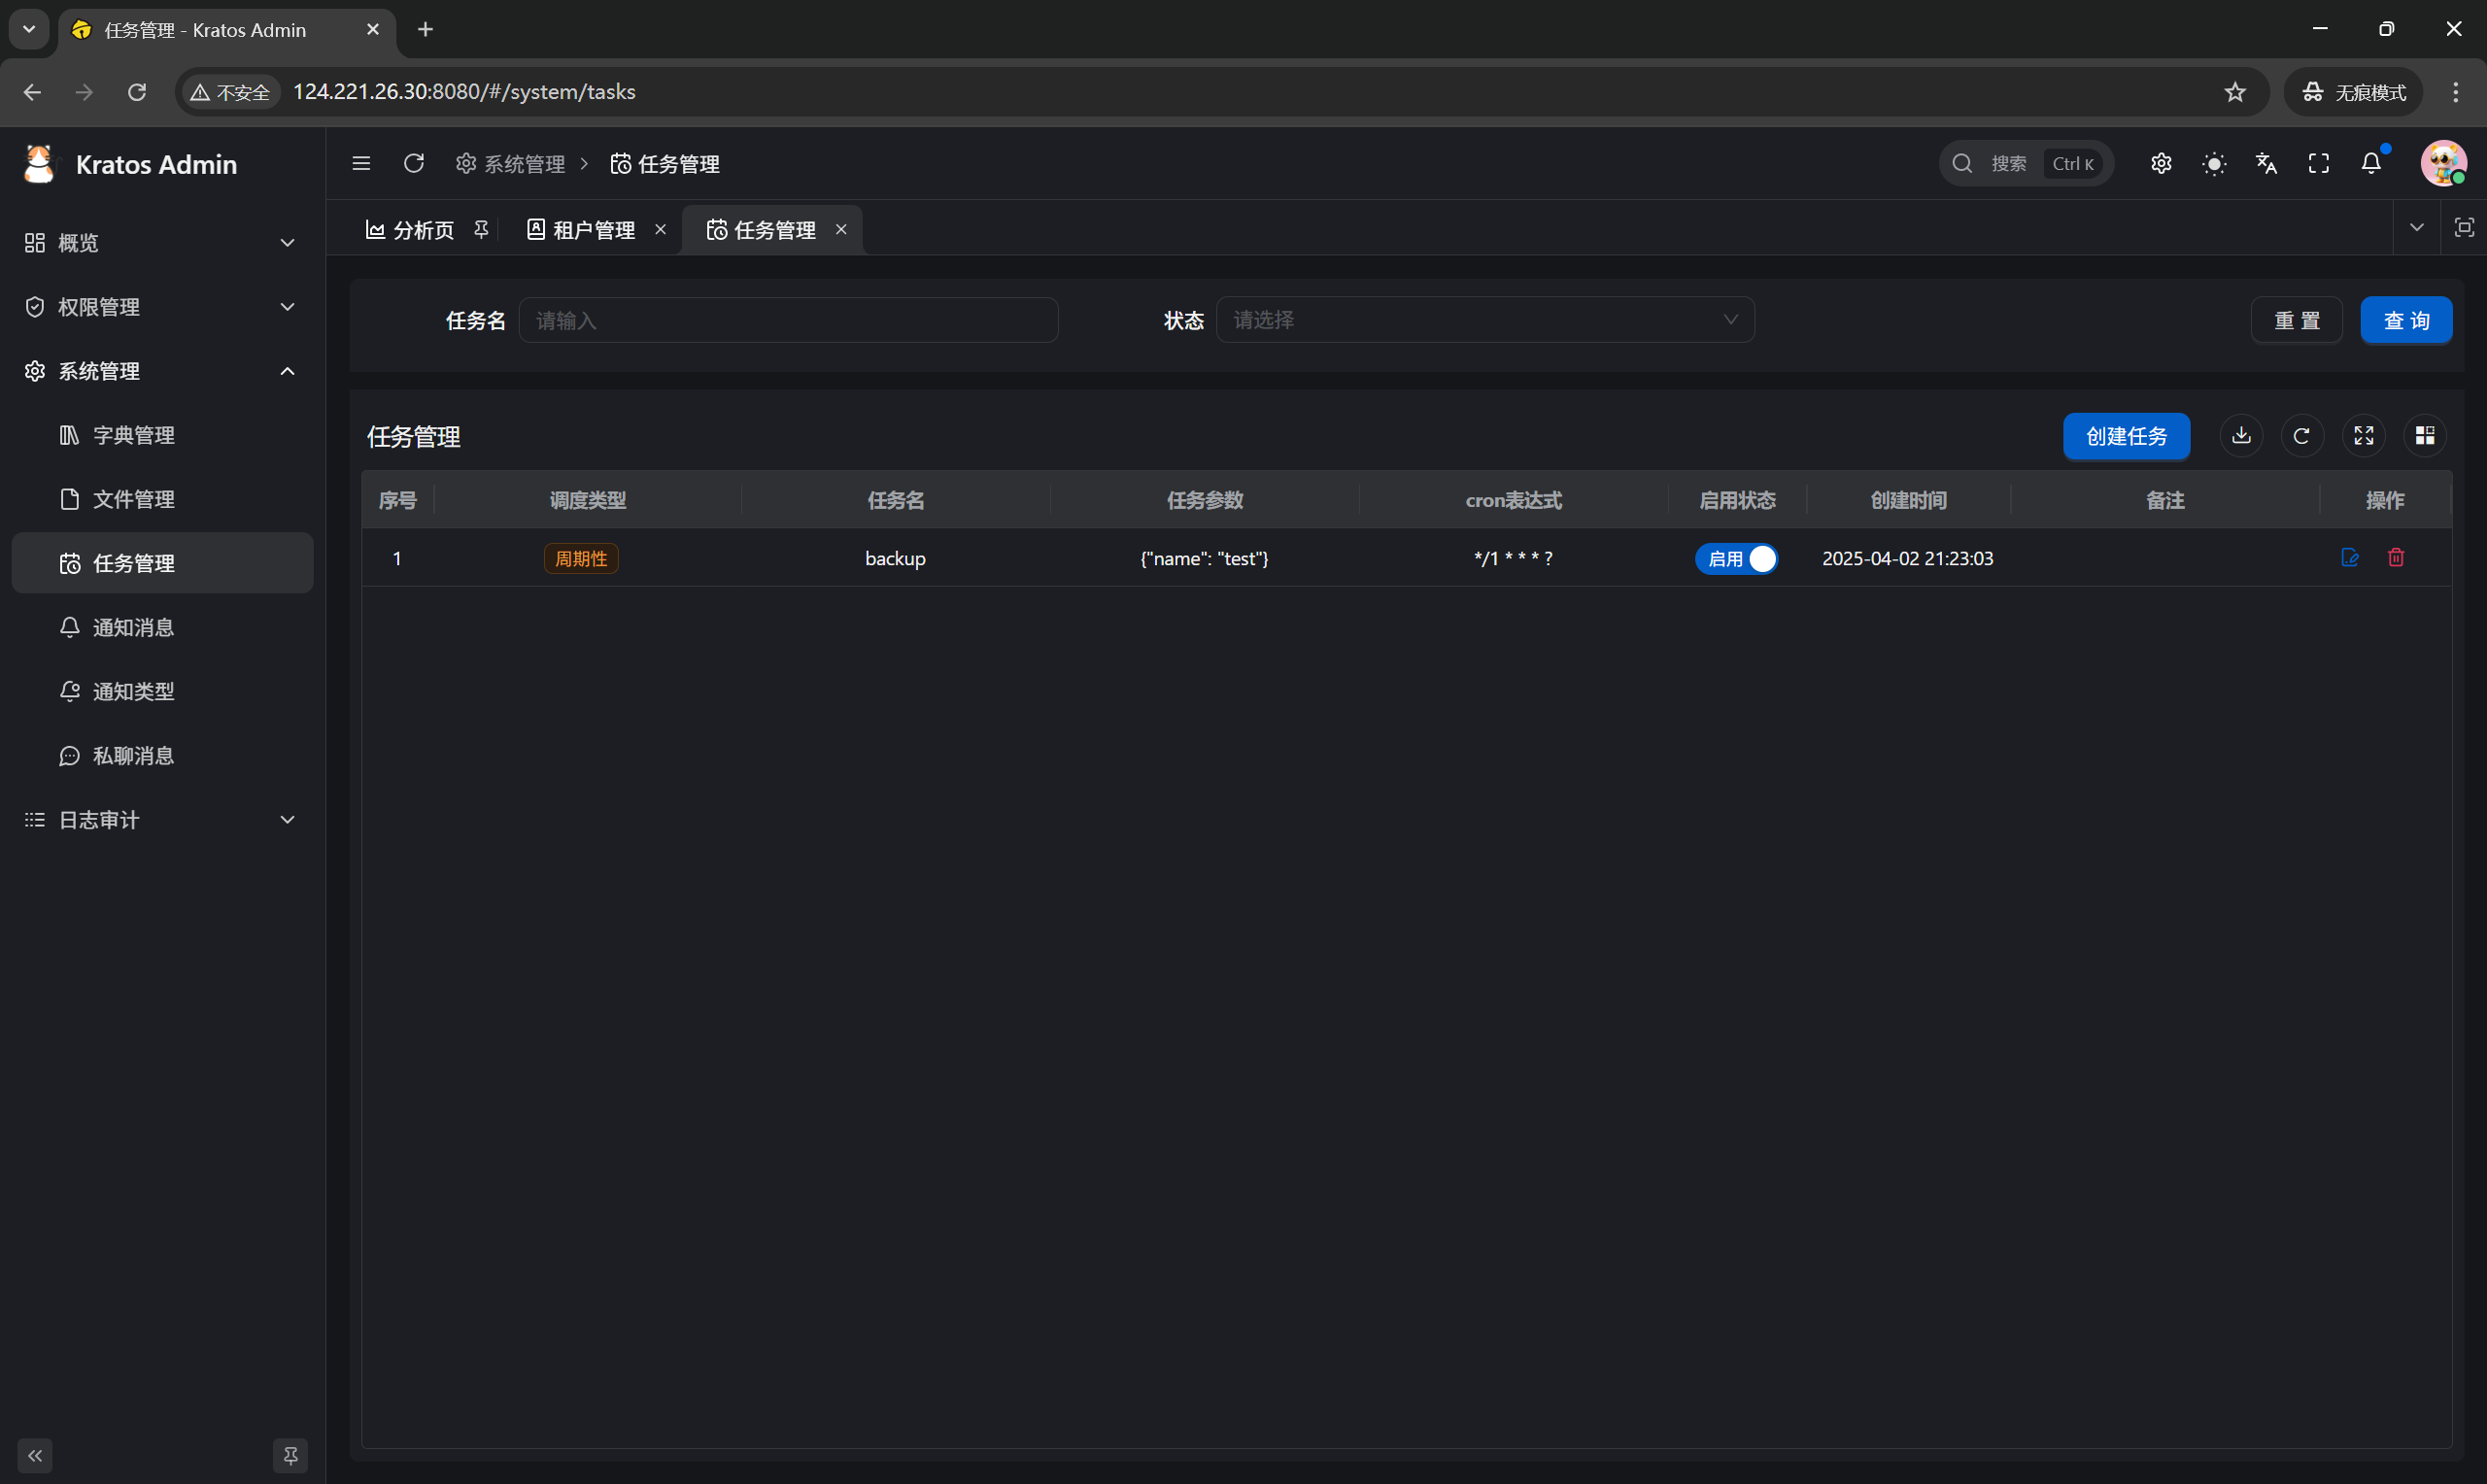 任务管理 - Kratos Admin
不安全 124.221.26.30:8080/#/system/tasks 无痕模式
Kratos Admin
系统管理 > 任务管理 搜索 Ctrl K
分析页 租户管理 任务管理
概览
权限管理
系统管理
字典管理
文件管理
任务管理
通知消息
通知类型
私聊消息
日志审计
任务名 请输入 状态 请选择 重 置 查 询
任务管理 创建任务
序号 调度类型 任务名 任务参数 cron表达式 启用状态 创建时间 备注 操作
1 周期性 backup {"name": "test"} */1 * * * ? 启用 2025-04-02 21:23:03